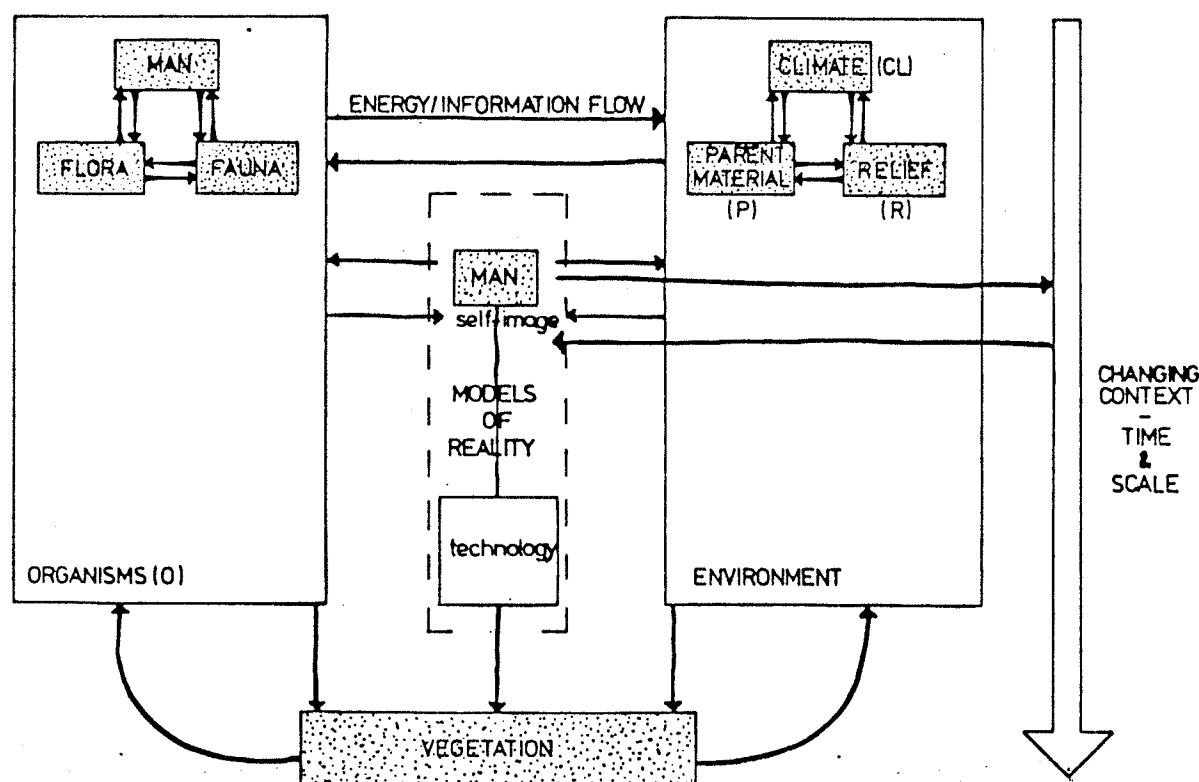 MAN
FLORA
FAUNA
ORGANISMS (O)
ENERGY/INFORMATION FLOW
MAN
self-image
MODELS
OF
REALITY
technology
CLIMATE (CL)
PARENT
MATERIAL
(P)
RELIEF
(R)
ENVIRONMENT
CHANGING
CONTEXT
-
TIME
&
SCALE
VEGETATION